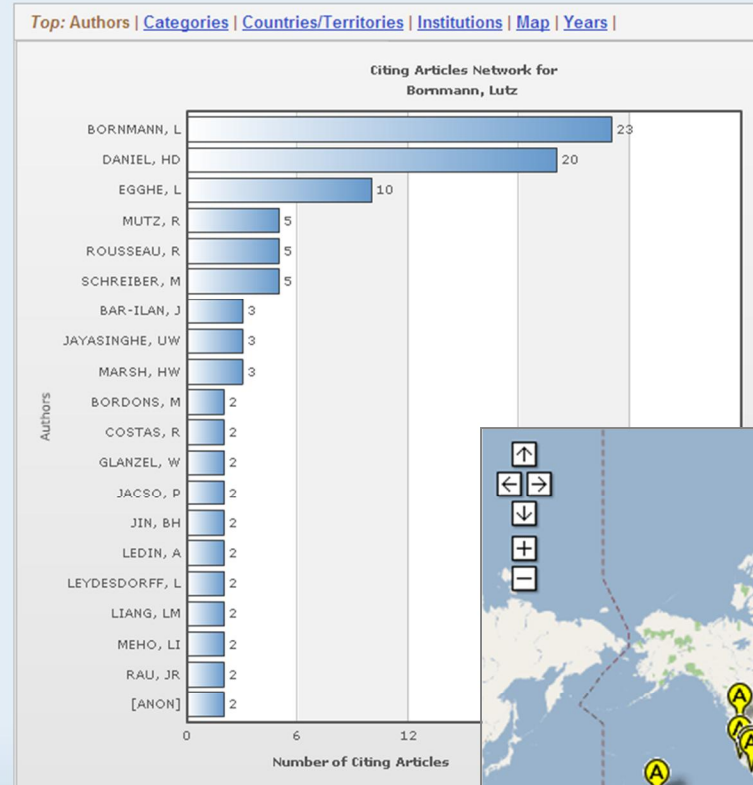 Top: Authors | Categories | Countries/Territories | Institutions | Map | Years |
Citing Articles Network for
Bornmann, Lutz
BORNMANN, L 23
DANIEL, HD 20
EGGHE, L 10
MUTZ, R 5
ROUSSEAU, R 5
SCHREIBER, M 5
BAR-ILAN, J 3
JAYASINGHE, UW 3
MARSH, HW 3
BORDONS, M 2
COSTAS, R 2
GLANZEL, W 2
JACSO, P 2
JIN, BH 2
LEDIN, A 2
LEYDESDORFF, L 2
LIANG, LM 2
MEHO, LI 2
RAU, JR 2
[ANON] 2
Authors
0 6 12
Number of Citing Articles
A
A
A
A